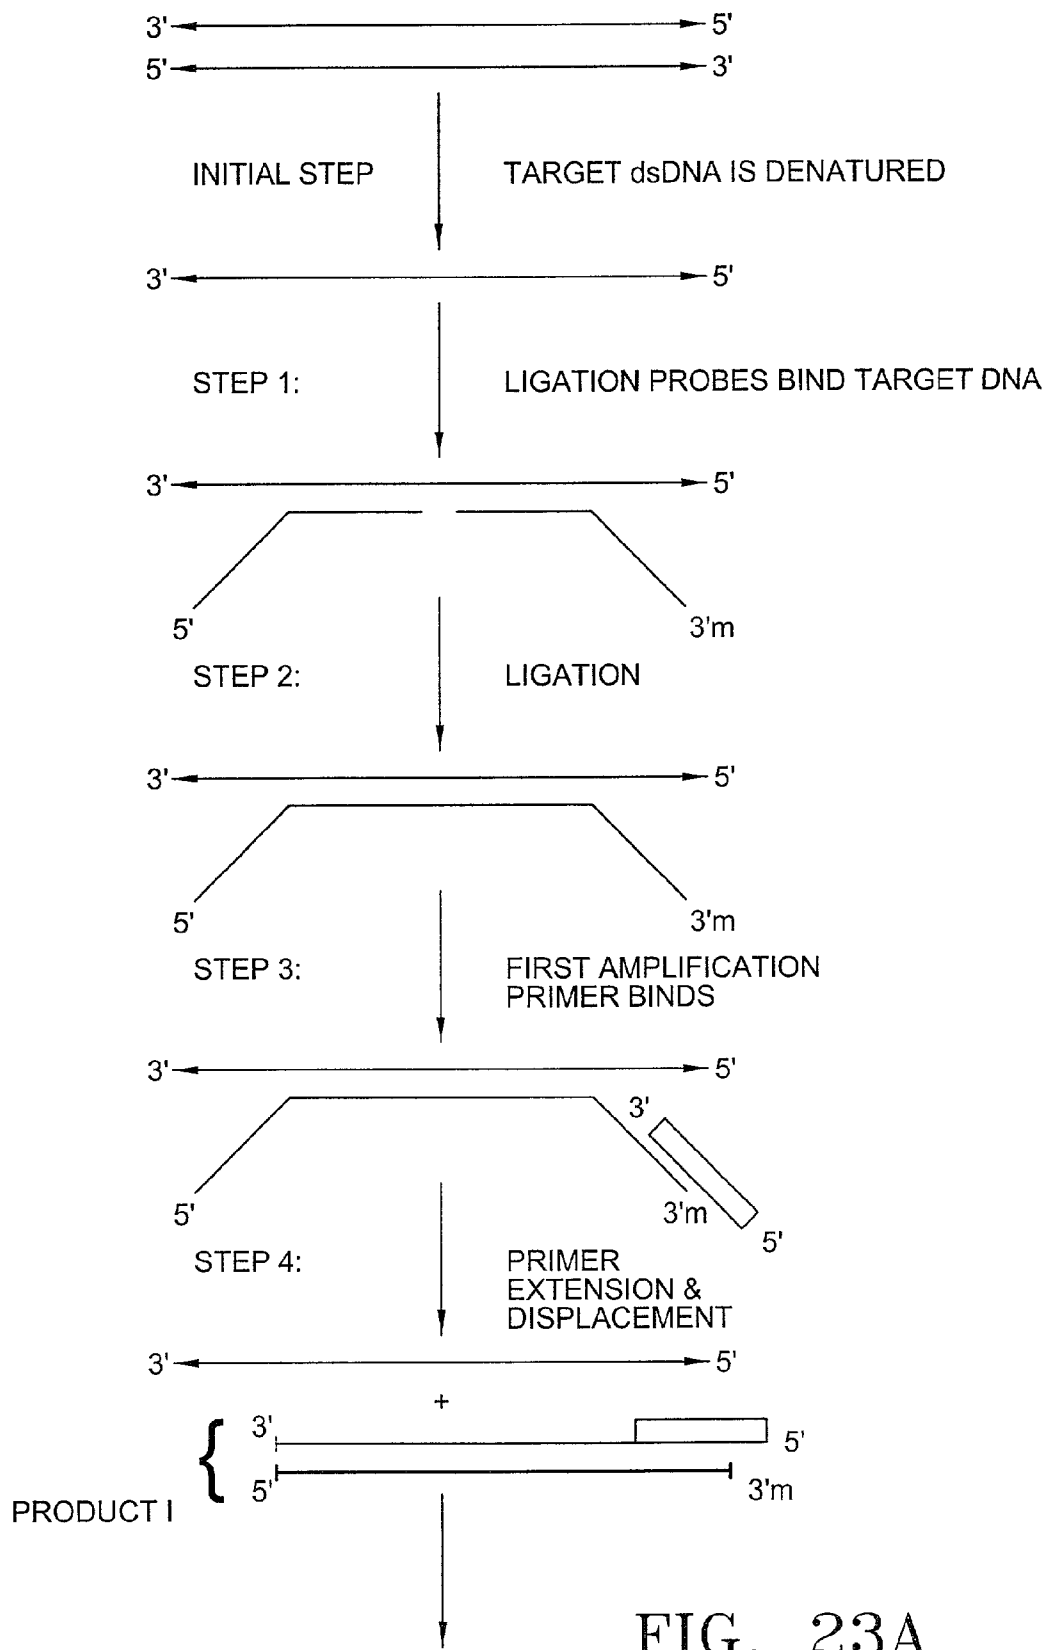 3' 5'
5' 3'
INITIAL STEP TARGET dsDNA IS DENATURED
3' 5'
STEP 1: LIGATION PROBES BIND TARGET DNA
3' 5'
5' 3'm
STEP 2: LIGATION
3' 5'
5' 3'm
STEP 3: FIRST AMPLIFICATION
PRIMER BINDS
3' 5'
3'
5' 3'm 5'
STEP 4: PRIMER
EXTENSION &
DISPLACEMENT
3' 5'
+
3' 5'
{
5' 3'm
PRODUCT I
FIG. 23A